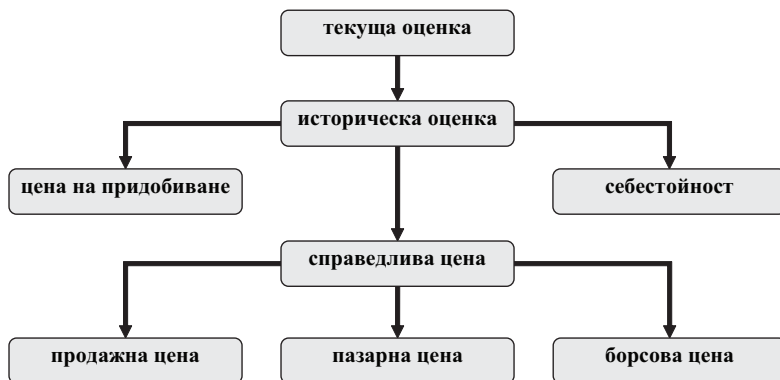 текуща оценка
историческа оценка
цена на придобиване
себестойност
справедлива цена
продажна цена
пазарна цена
борсова цена